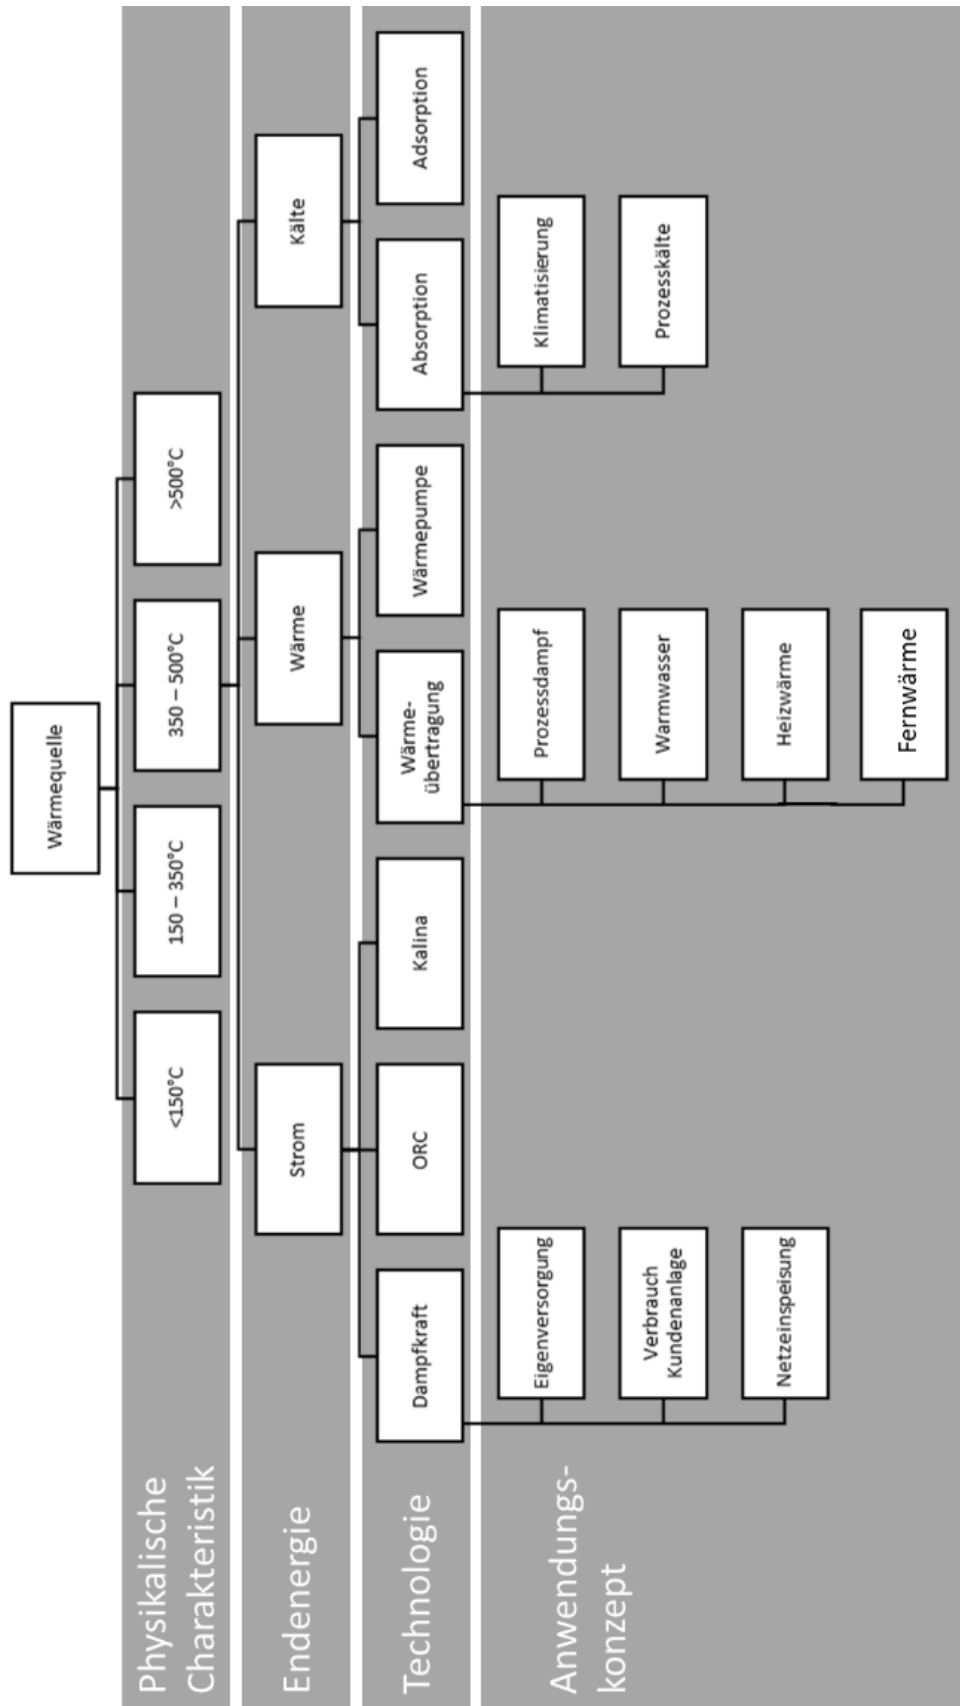 Wärmequelle
Physikalische
Charakteristik
<150°C
150 – 350°C
350 – 500°C
>500°C
Endenergie
Strom
Wärme
Kälte
Technologie
Dampfkraft
ORC
Kalina
Wärme-
übertragung
Wärmepumpe
Absorption
Adsorption
Anwendungs-
konzept
Eigenversorgung
Prozessdampf
Klimatisierung
Verbrauch
Kundenanlage
Warmwasser
Prozesskälte
Netzeinspeisung
Heizwärme
Fernwärme